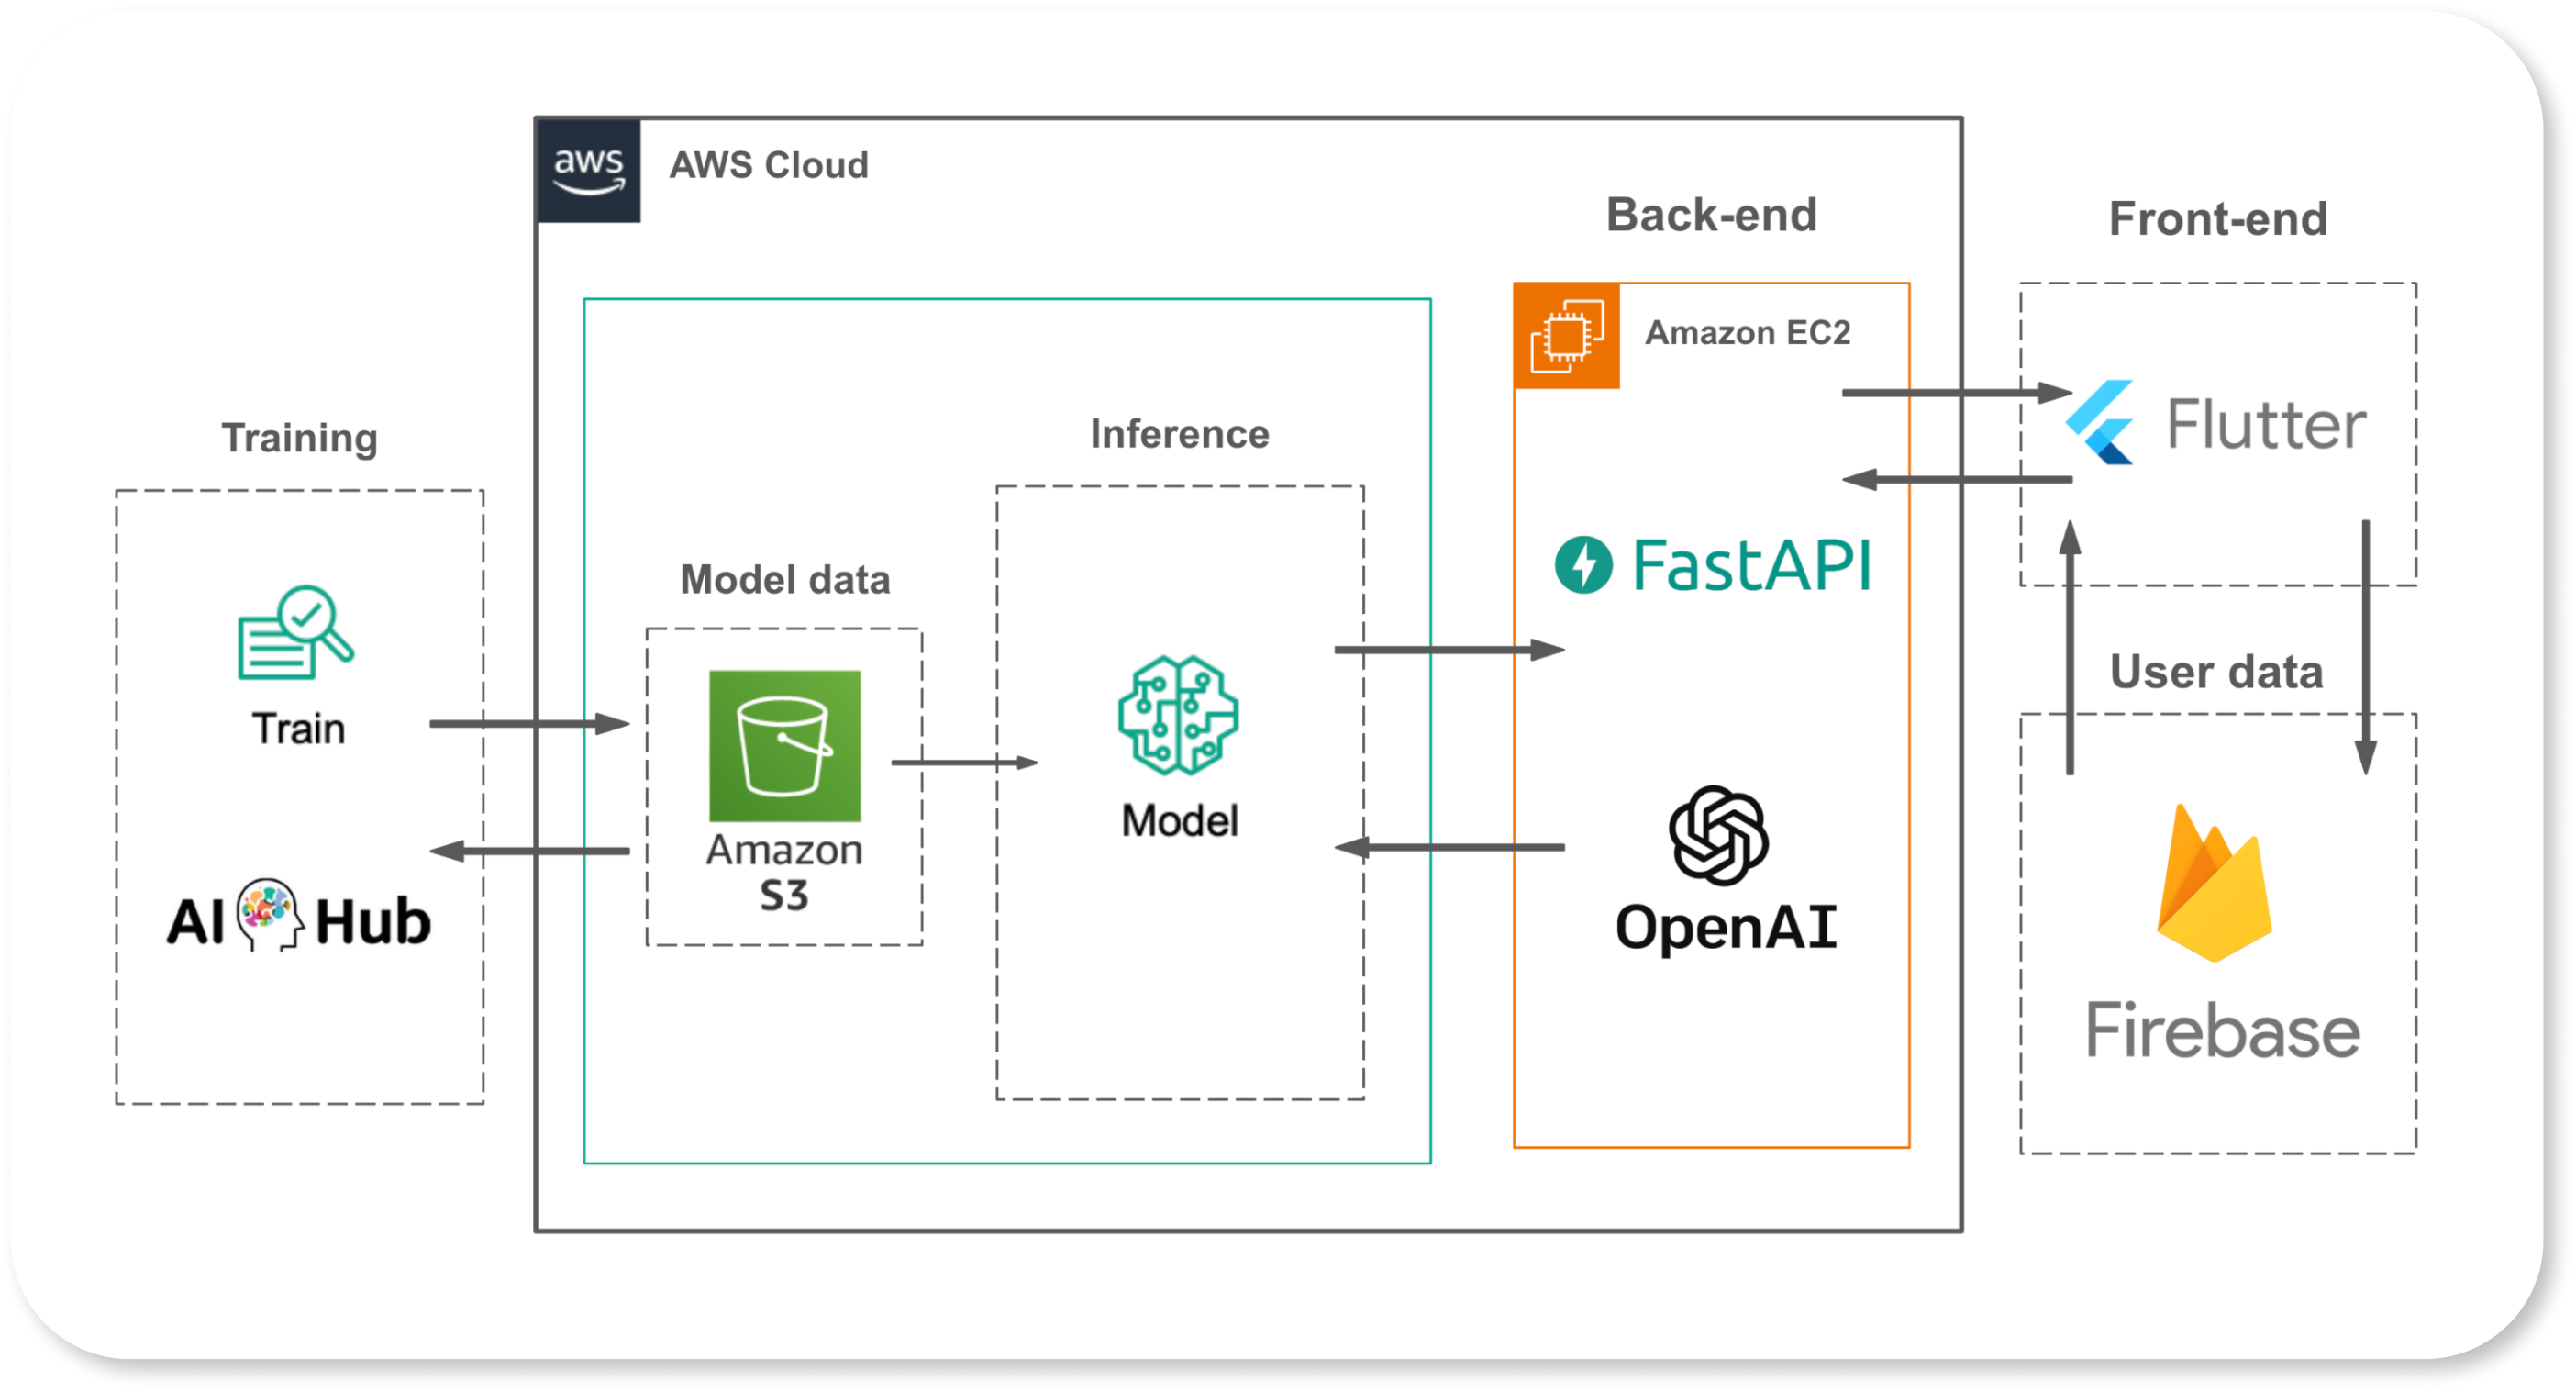 aws
AWS Cloud
Back-end
Front-end
Amazon EC2
Training
Inference
Flutter
FastAPI
Model data
User data
Train
Model
Amazon
S3
AI Hub
OpenAI
Firebase